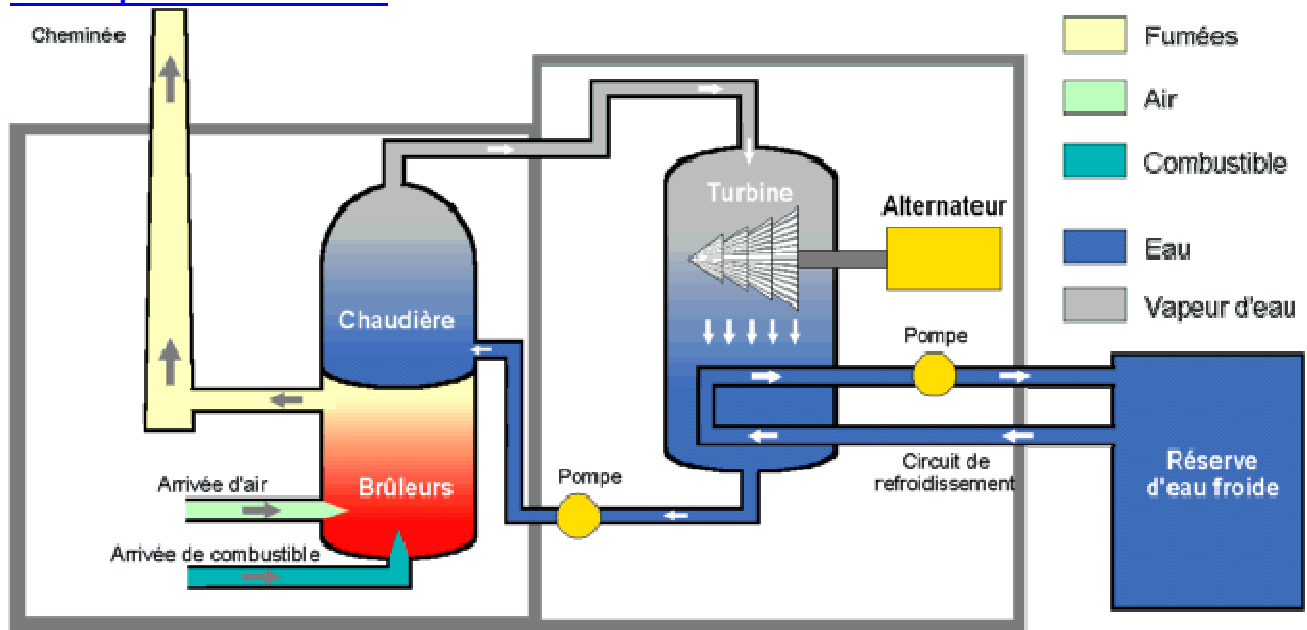 Cheminée
Fumées
Air
Combustible
Eau
Vapeur d'eau
Turbine
Alternateur
Chaudière
Pompe
Arrivée d'air
Brûleurs
Pompe
Circuit de
refroidissement
Réserve
d'eau froide
Arrivée de combustible